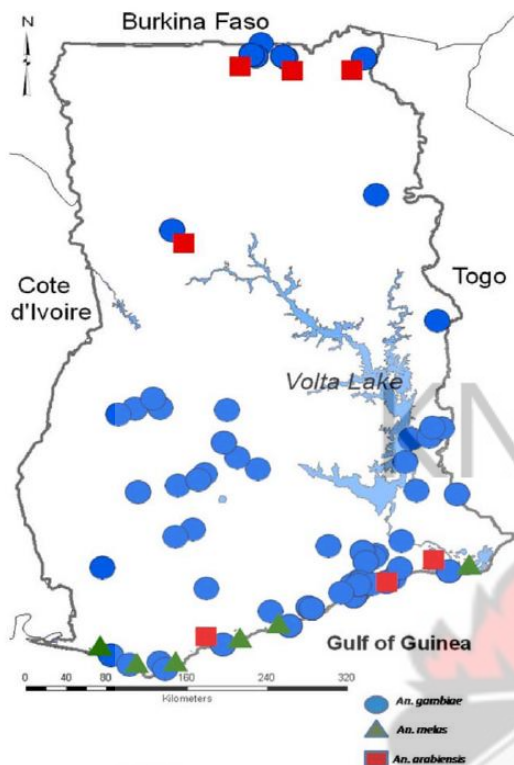 Burkina Faso
N
Cote
d'Ivoire
Togo
Volta Lake
KN
Gulf of Guinea
0 40 80 160 240 320
Kilometers
An. gambiae
An. melas
An. arabiensis